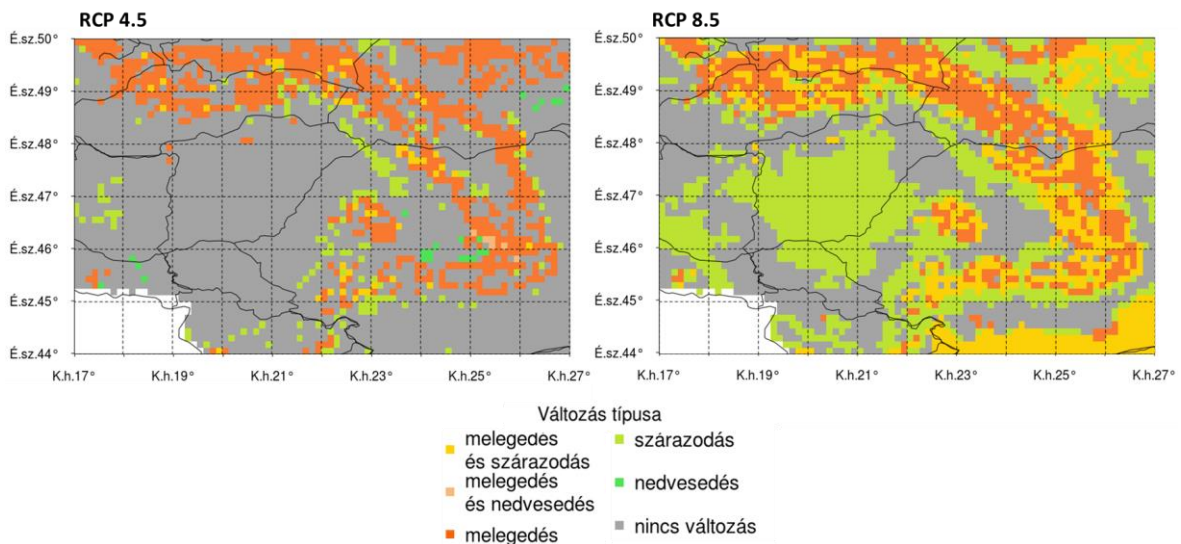 RCP 4.5
RCP 8.5
É.sz.50°
É.sz.49°
É.sz.48°
É.sz.47°
É.sz.46°
É.sz.45°
É.sz.44°
K.h.17° K.h.19° K.h.21° K.h.23° K.h.25° K.h.27°
É.sz.50°
É.sz.49°
É.sz.48°
É.sz.47°
É.sz.46°
É.sz.45°
É.sz.44°
K.h.17° K.h.19° K.h.21° K.h.23° K.h.25° K.h.27°
Változás típusa
melegedés
és szárazodás
melegedés
és nedvesedés
melegedés
szárazodás
nedvesedés
nincs változás